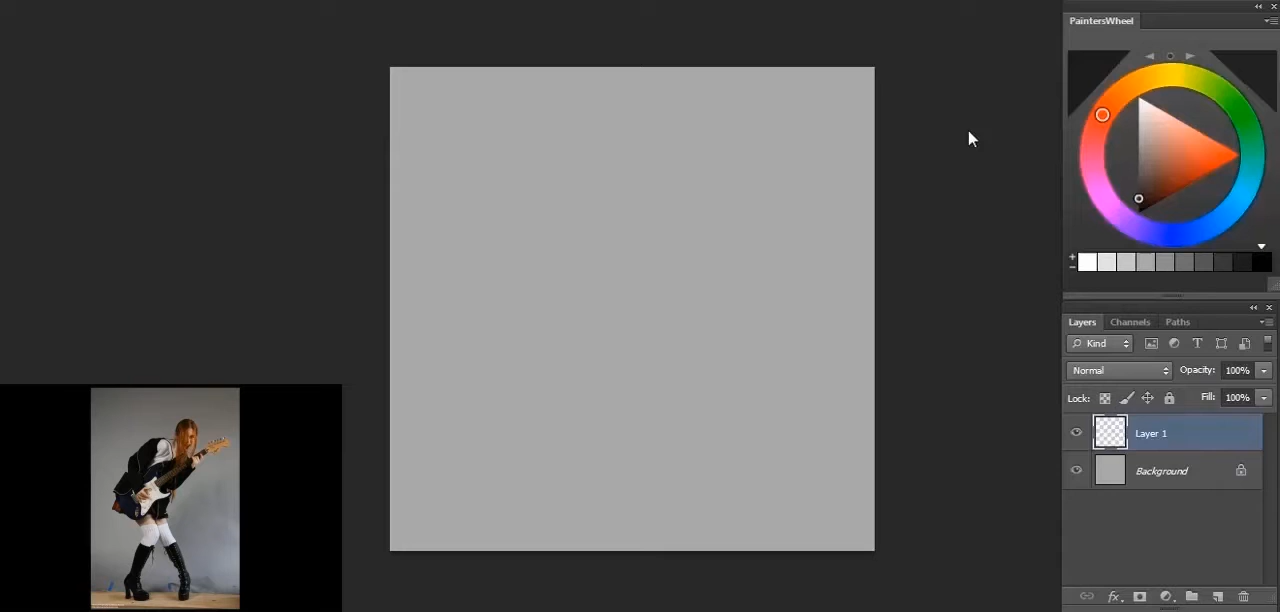 PaintersWheel
Layers Channels Paths
Kind
Normal Opacity: 100%
Lock: Fill: 100%
Layer 1
Background